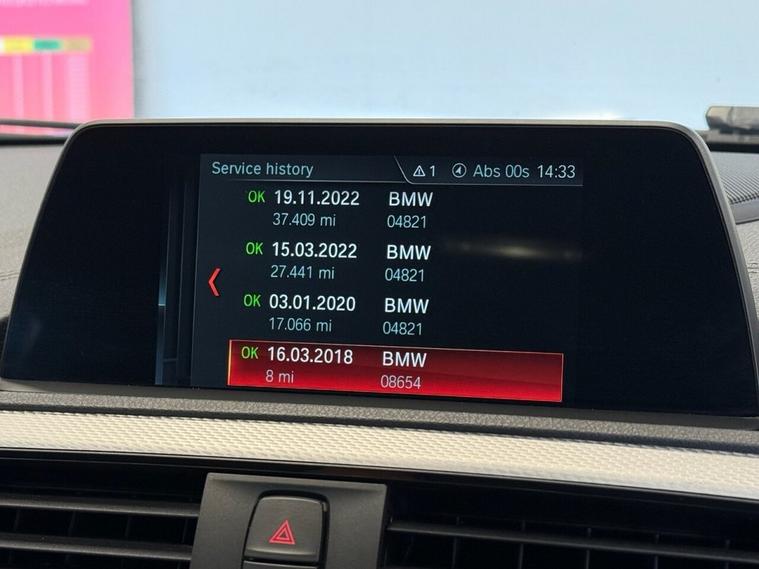 Service history 1 Abs 00s 14:33
OK 19.11.2022 BMW
37.409 mi 04821
OK 15.03.2022 BMW
27.441 mi 04821
OK 03.01.2020 BMW
17.066 mi 04821
OK 16.03.2018 BMW
8 mi 08654